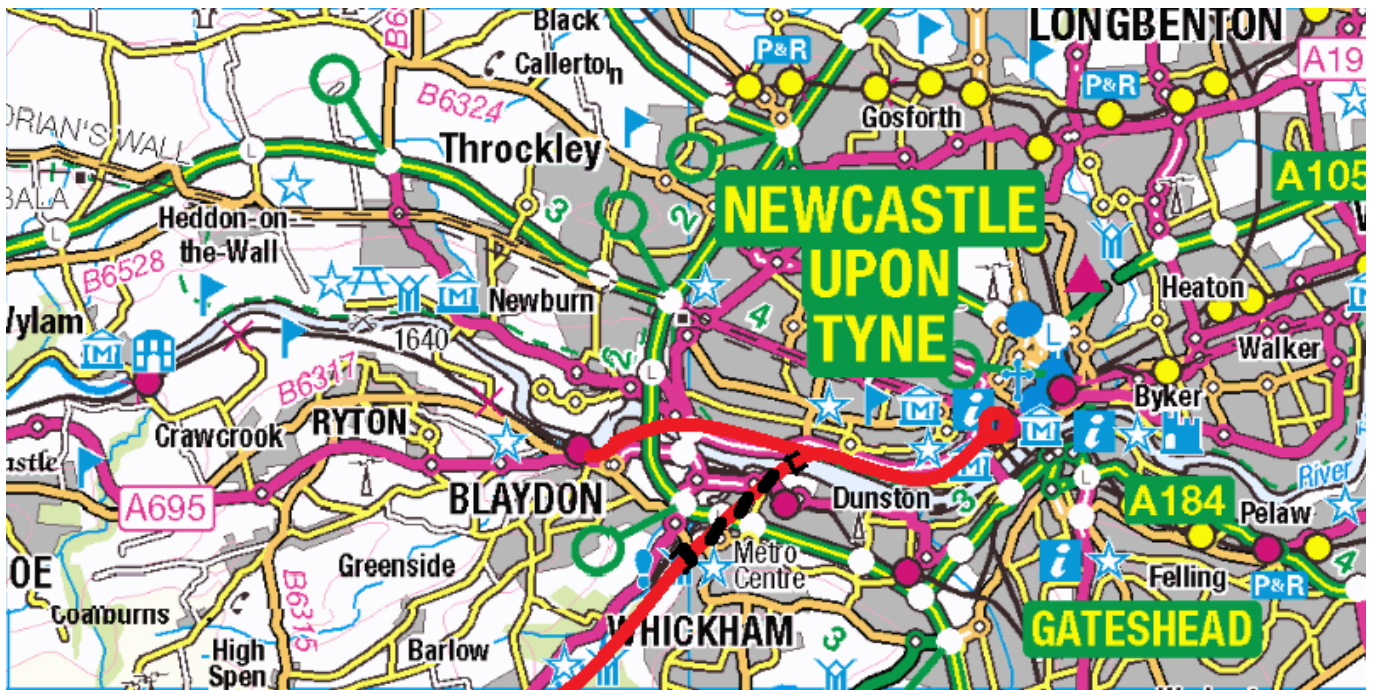 Black
Callerton
LONGBENTON
P&R
A19
P&R
B6324
Gosforth
DRIAN'S WALL
Throckley
A105
NEWCASTLE
UPON
TYNE
BALA
3
2
Heddon-on-
the-Wall
B6528
L
M
Newburn
Heaton
4
Wylam
1640
2
L
L
Walker
M
B6317
RYTON
Crawcrook
M
i
Byker
M
i
astle
M
River
A695
BLAYDON
Dunston
3
L
A184
Pelaw
4
OE
Greenside
Metro
Centre
i
Felling
P&R
Coalburns
B6315
WHICKHAM
3
GATESHEAD
High
Spen
Barlow